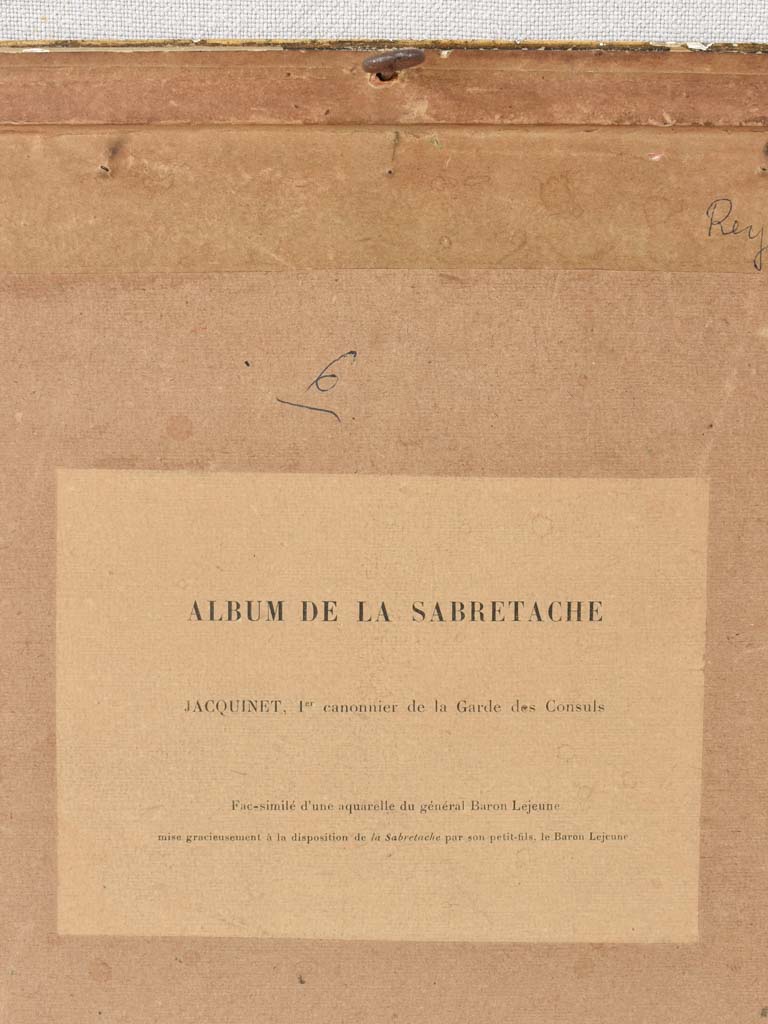 Rey
6
ALBUM DE LA SABRETACHE
JACQUINET, 1er canonnier de la Garde des Consuls
Fac-similé d'une aquarelle du général Baron Lejeune
mise gracieusement à la disposition de la Sabretache par son petit-fils, le Baron Lejeune